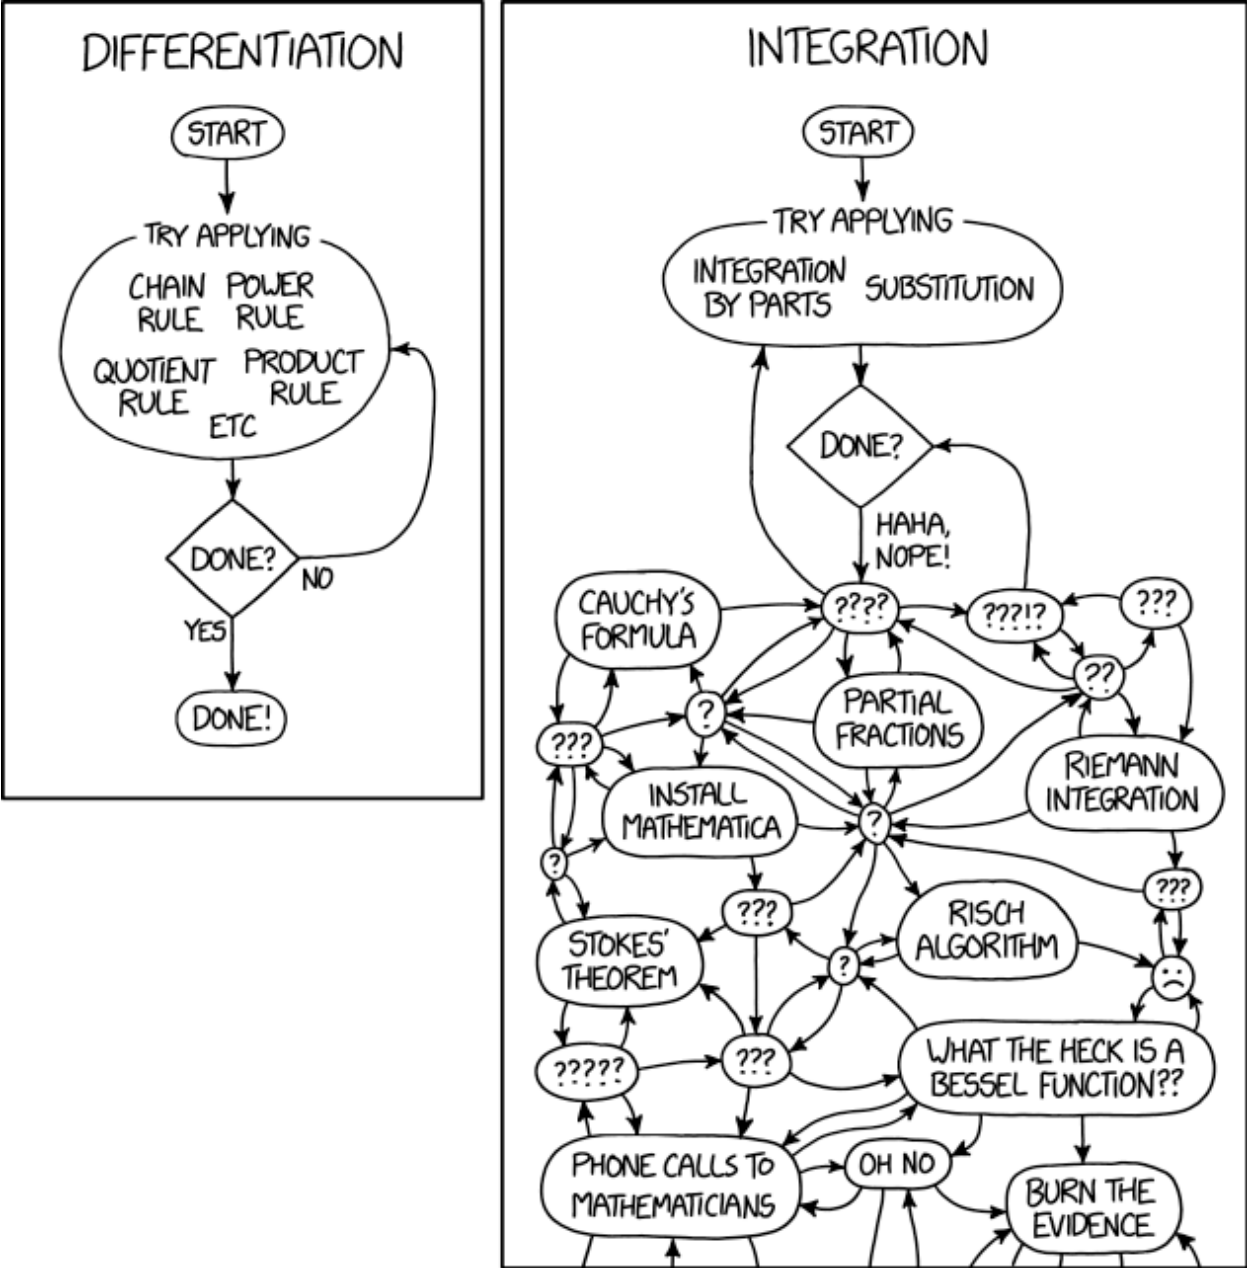 DIFFERENTIATION
START
TRY APPLYING
CHAIN
RULE
POWER
RULE
QUOTIENT
RULE
PRODUCT
RULE
ETC
DONE?
NO
YES
DONE!
INTEGRATION
START
TRY APPLYING
INTEGRATION
BY PARTS
SUBSTITUTION
DONE?
HAHA,
NOPE!
CAUCHY'S
FORMULA
????
???!?
???
??
?
PARTIAL
FRACTIONS
???
INSTALL
MATHEMATICA
?
RIEMANN
INTEGRATION
?
???
???
RISCH
ALGORITHM
STOKES'
THEOREM
?
?????
???
WHAT THE HECK IS A
BESSEL FUNCTION??
PHONE CALLS TO
MATHEMATICIANS
OH NO
BURN THE
EVIDENCE